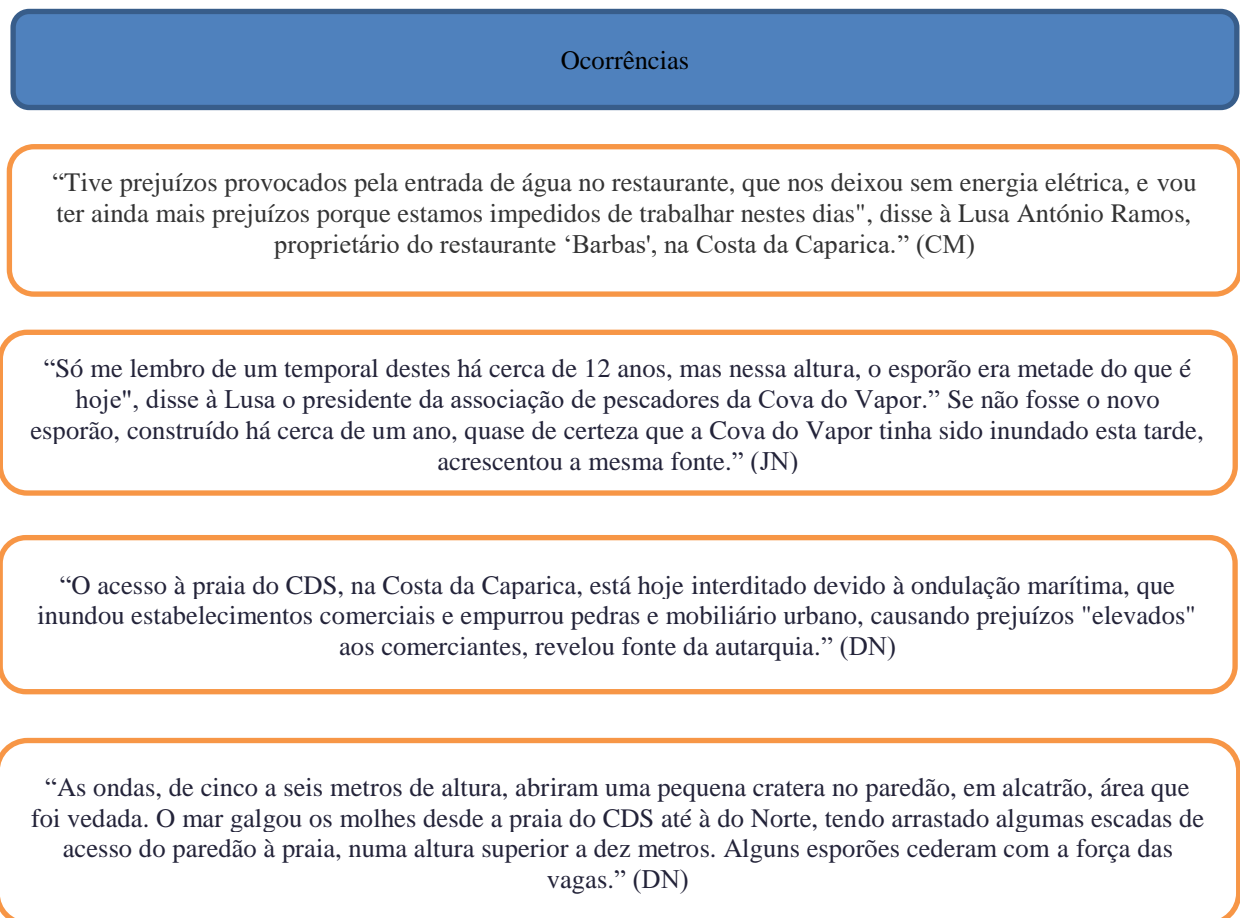 Ocorrências
“Tive prejuízos provocados pela entrada de água no restaurante, que nos deixou sem energia elétrica, e vou
ter ainda mais prejuízos porque estamos impedidos de trabalhar nestes dias", disse à Lusa António Ramos,
proprietário do restaurante ‘Barbas', na Costa da Caparica.” (CM)
“Só me lembro de um temporal destes há cerca de 12 anos, mas nessa altura, o esporão era metade do que é
hoje", disse à Lusa o presidente da associação de pescadores da Cova do Vapor.” Se não fosse o novo
esporão, construído há cerca de um ano, quase de certeza que a Cova do Vapor tinha sido inundado esta tarde,
acrescentou a mesma fonte.” (JN)
“O acesso à praia do CDS, na Costa da Caparica, está hoje interditado devido à ondulação marítima, que
inundou estabelecimentos comerciais e empurrou pedras e mobiliário urbano, causando prejuízos "elevados"
aos comerciantes, revelou fonte da autarquia.” (DN)
“As ondas, de cinco a seis metros de altura, abriram uma pequena cratera no paredão, em alcatrão, área que
foi vedada. O mar galgou os molhes desde a praia do CDS até à do Norte, tendo arrastado algumas escadas de
acesso do paredão à praia, numa altura superior a dez metros. Alguns esporões cederam com a força das
vagas.” (DN)